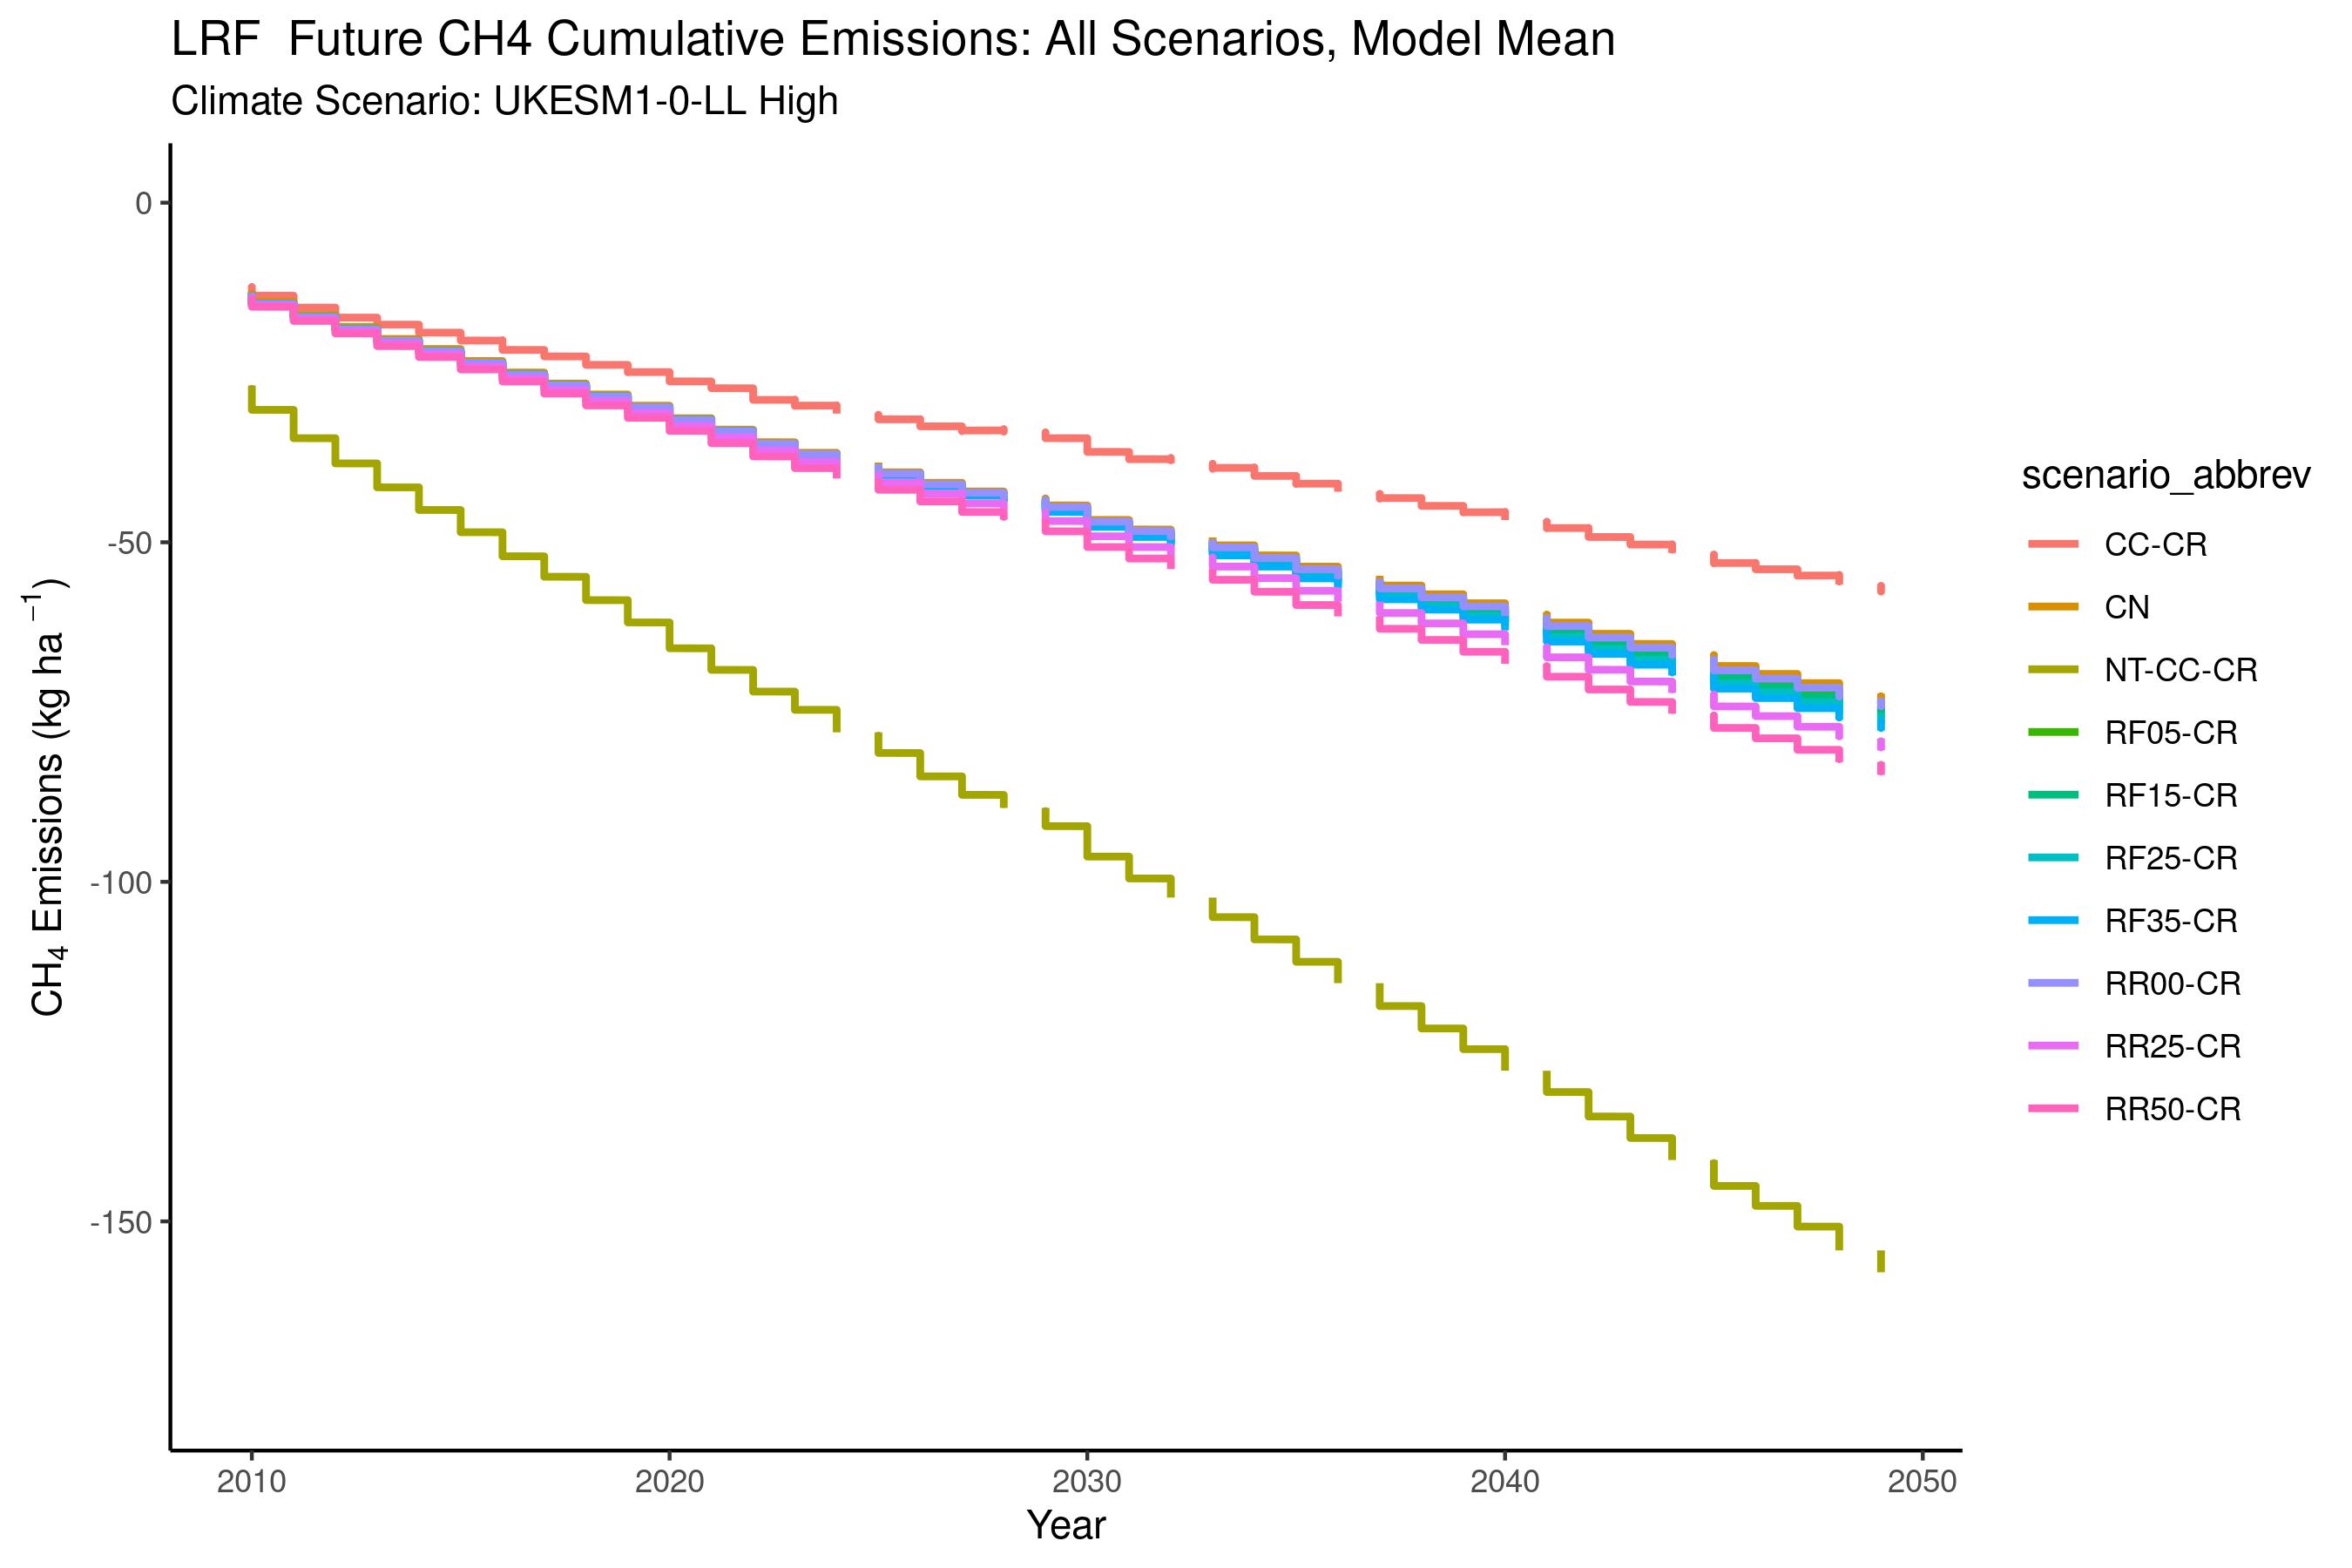 LRF  Future CH4 Cumulative Emissions: All Scenarios, Model Mean
Climate Scenario: UKESM1-0-LL High
CH₄ Emissions (kg ha⁻¹)
0
-50
-100
-150
2010 2020 2030 2040 2050
Year
scenario_abbrev
CC-CR
CN
NT-CC-CR
RF05-CR
RF15-CR
RF25-CR
RF35-CR
RR00-CR
RR25-CR
RR50-CR